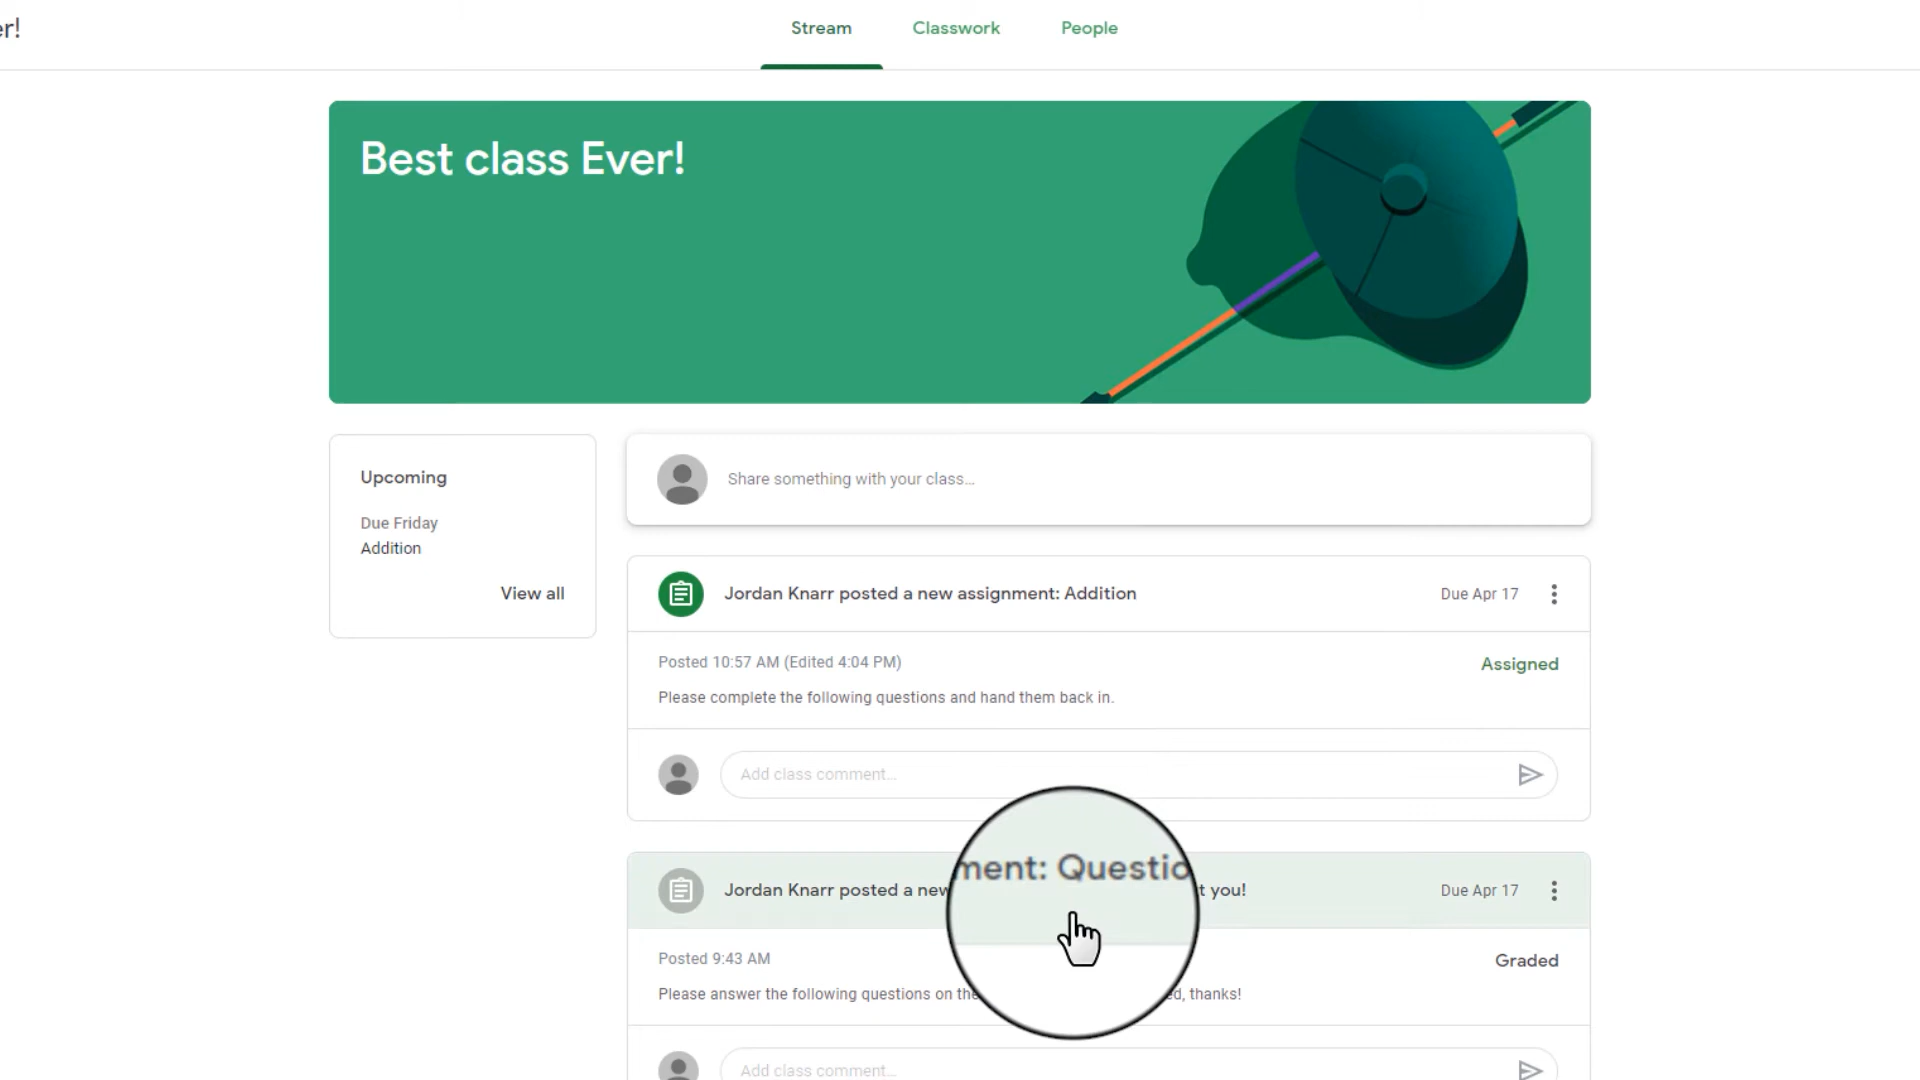 er!
Stream
Classwork
People
Best class Ever!
Upcoming
Due Friday
Addition
View all
Share something with your class...
Jordan Knarr posted a new assignment: Addition
Due Apr 17
Posted 10:57 AM (Edited 4:04 PM)
Assigned
Please complete the following questions and hand them back in.
Add class comment...
Jordan Knarr posted a new ment: Questio t you!
Due Apr 17
Posted 9:43 AM
Graded
Please answer the following questions on the ed, thanks!
Add class comment...